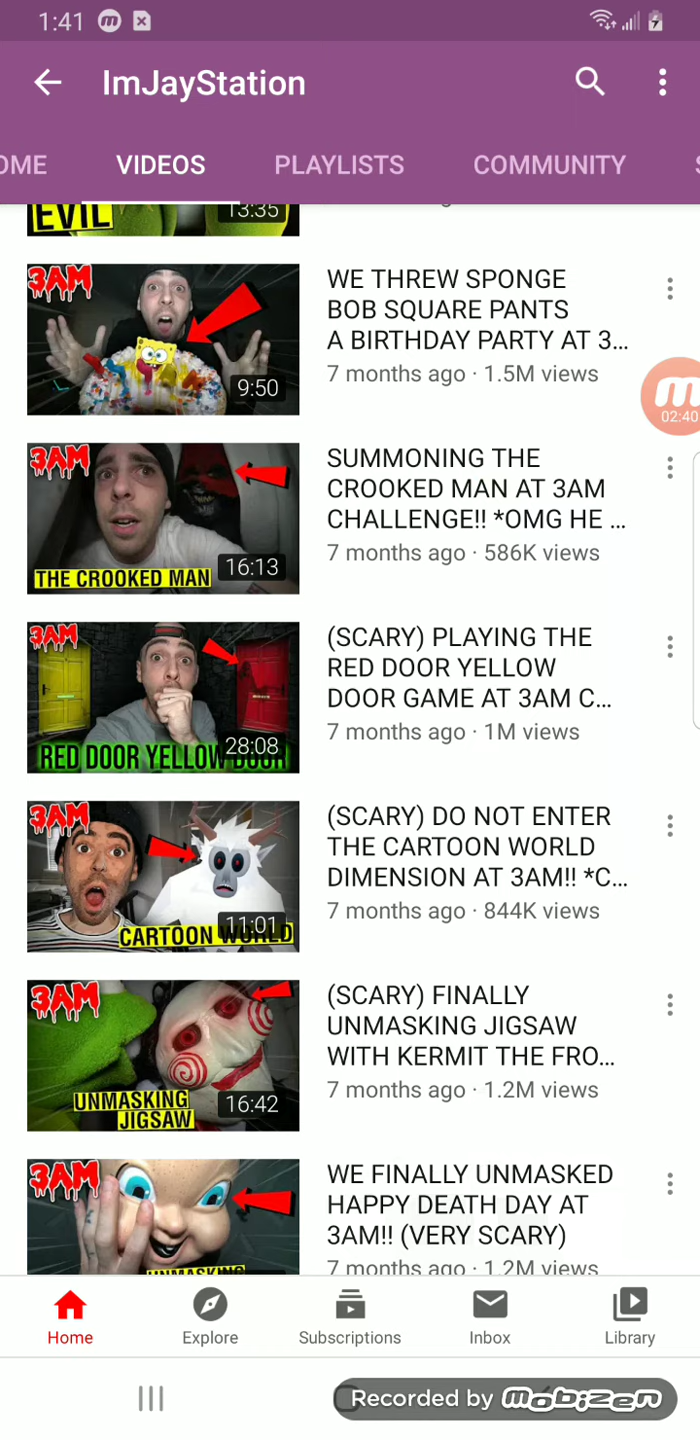 1:41
ImJayStation
OME
VIDEOS
PLAYLISTS
COMMUNITY
EVIL
13:35
3AM
9:50
WE THREW SPONGE
BOB SQUARE PANTS
A BIRTHDAY PARTY AT 3...
7 months ago · 1.5M views
02:40
3AM
THE CROOKED MAN
16:13
SUMMONING THE
CROOKED MAN AT 3AM
CHALLENGE!! *OMG HE ...
7 months ago · 586K views
3AM
RED DOOR YELLOW DOOR
28:08
(SCARY) PLAYING THE
RED DOOR YELLOW
DOOR GAME AT 3AM C...
7 months ago · 1M views
3AM
CARTOON WORLD
11:01
(SCARY) DO NOT ENTER
THE CARTOON WORLD
DIMENSION AT 3AM!! *C...
7 months ago · 844K views
3AM
UNMASKING
JIGSAW
16:42
(SCARY) FINALLY
UNMASKING JIGSAW
WITH KERMIT THE FRO...
7 months ago · 1.2M views
3AM
UNMASKING
WE FINALLY UNMASKED
HAPPY DEATH DAY AT
3AM!! (VERY SCARY)
7 months ago · 1.2M views
Home
Explore
Subscriptions
Inbox
Library
Recorded by mobizen